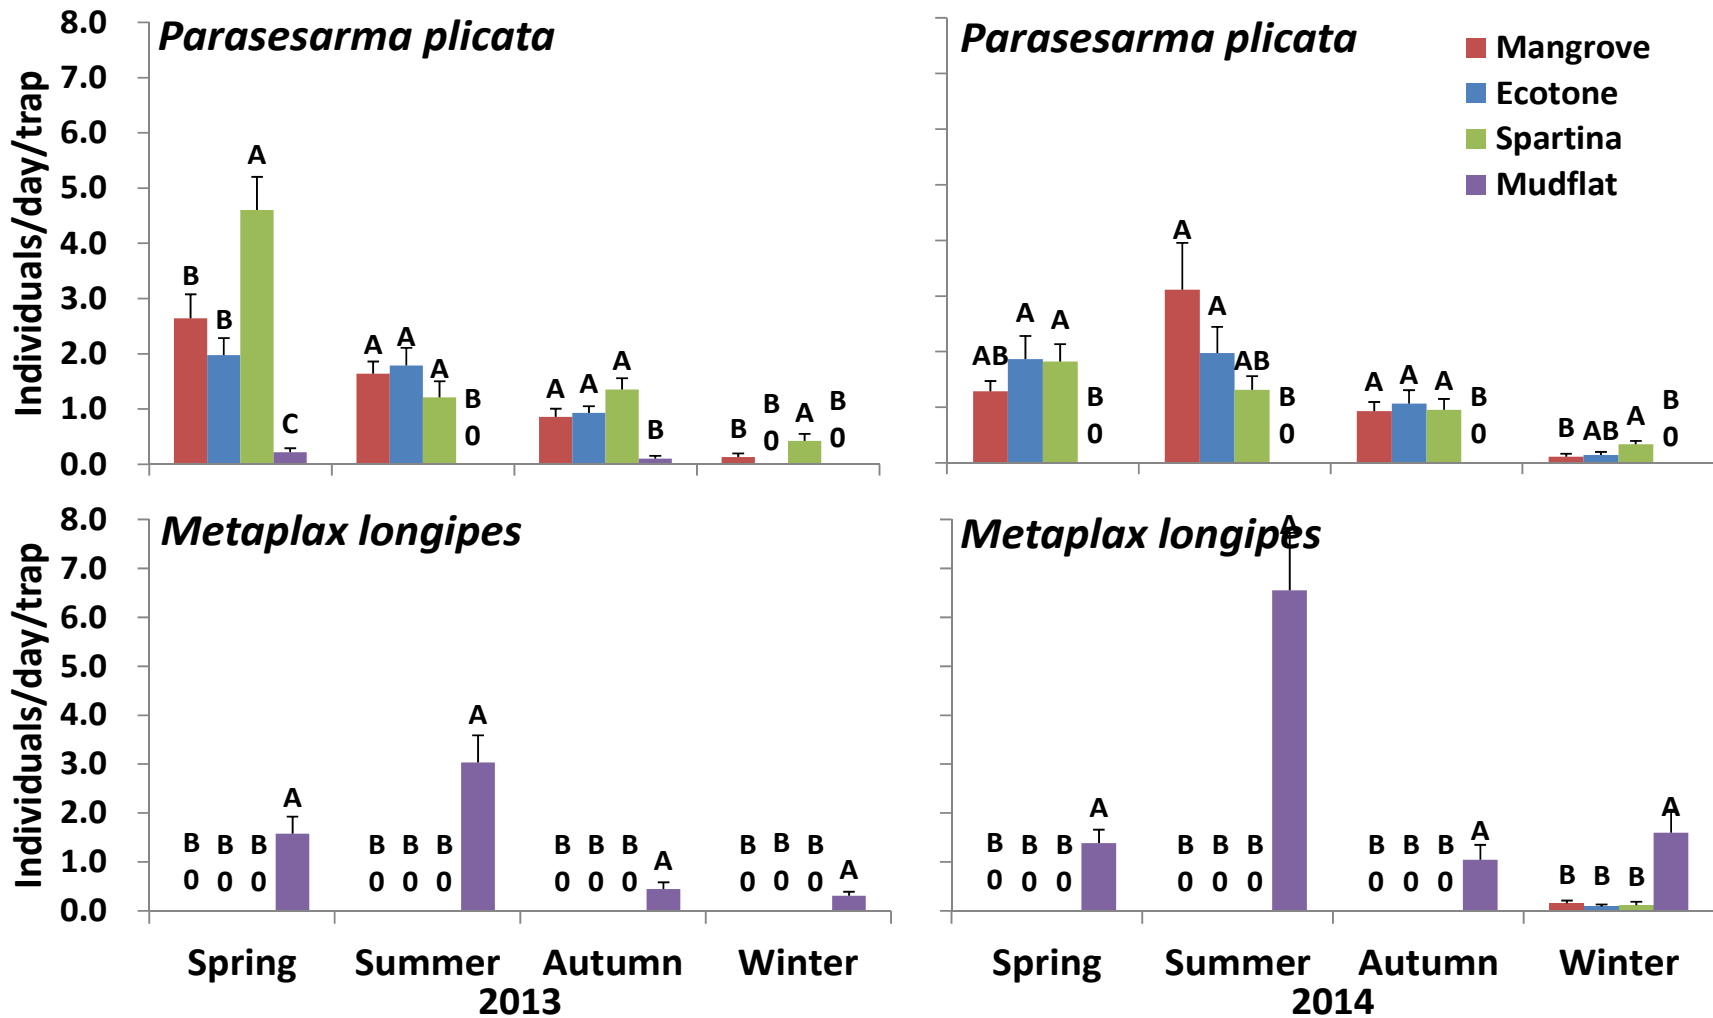 Parasesarma plicata
Parasesarma plicata
Mangrove
Ecotone
Spartina
Mudflat
Individuals/day/trap
8.0
7.0
6.0
5.0
4.0
3.0
2.0
1.0
0.0
B B A C
A A A B 0
A A A B
B B 0 A B 0
AB A A B 0
A A AB B 0
A A A B 0
B AB A B 0
Metaplax longipes
Metaplax longipes
Individuals/day/trap
8.0
7.0
6.0
5.0
4.0
3.0
2.0
1.0
0.0
B 0 B 0 B 0 A
B 0 B 0 B 0 A
B 0 B 0 B 0 A
B 0 B 0 B 0 A
B 0 B 0 B 0 A
B 0 B 0 B 0 A
B 0 B 0 B 0 A
B B B A
Spring Summer Autumn Winter
2013
Spring Summer Autumn Winter
2014